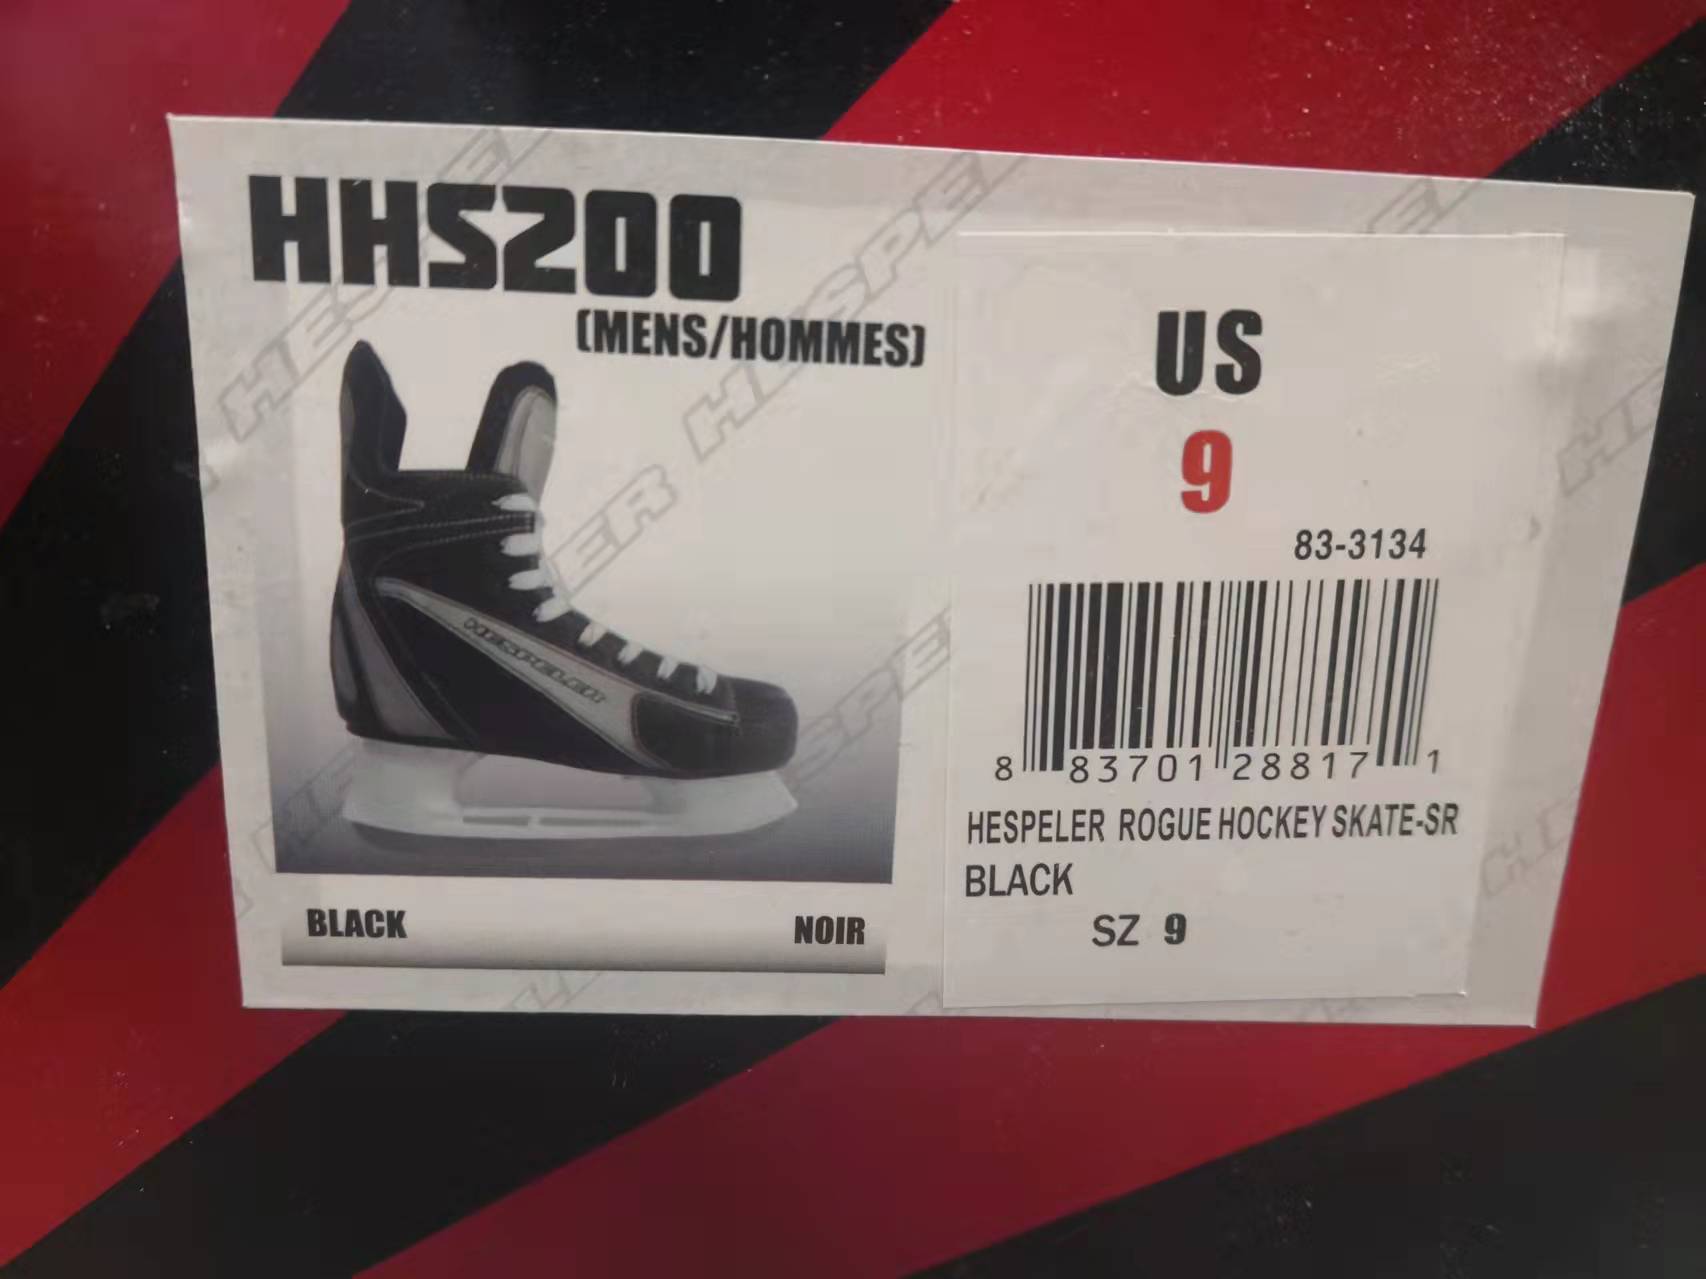 HHS200
(MENS/HOMMES)
HESPELER
BLACK
NOIR
US
9
83-3134
8 83701 28817 1
HESPELER ROGUE HOCKEY SKATE-SR
BLACK
SZ 9